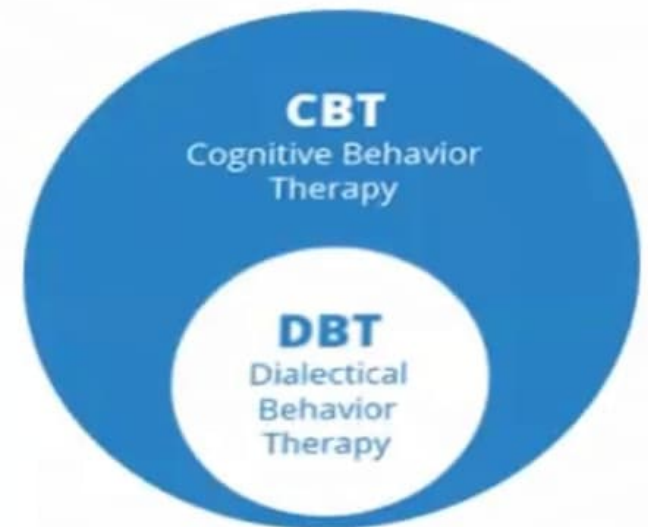 CBT
Cognitive Behavior
Therapy
DBT
Dialectical
Behavior
Therapy